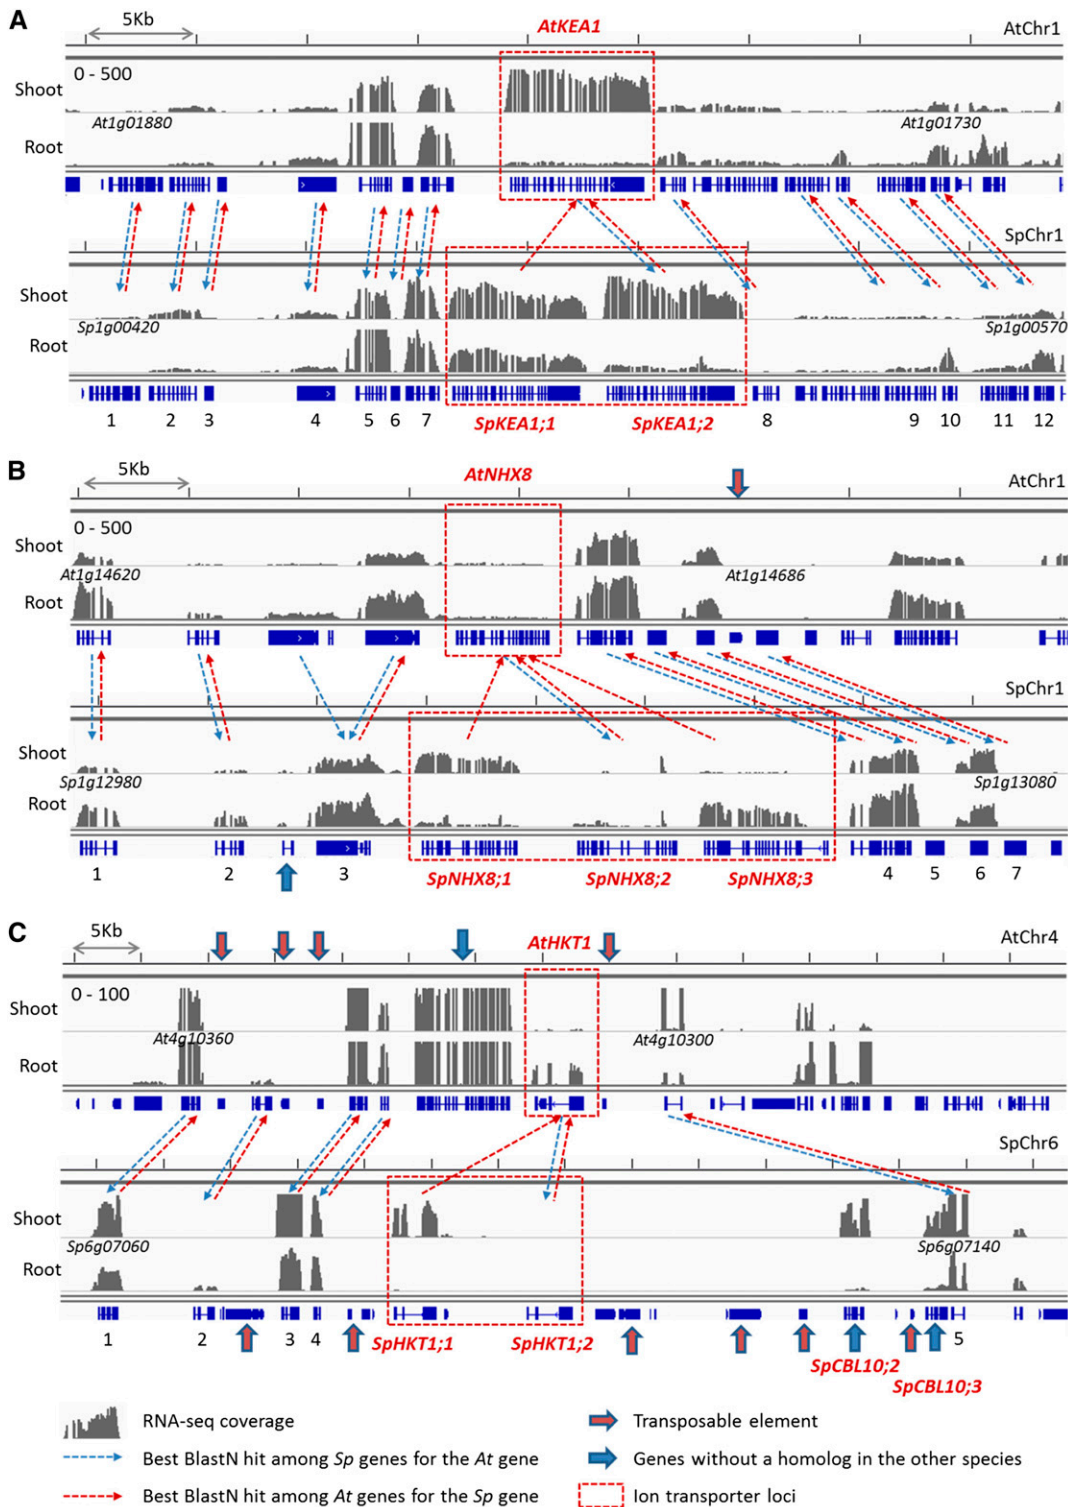 A
5Kb
AtKEA1
AtChr1
0 - 500
Shoot
At1g01880
At1g01730
Root
SpChr1
Shoot
Sp1g00420
Sp1g00570
Root
1 2 3 4 5 6 7 8 9 10 11 12
SpKEA1;1
SpKEA1;2
B
5Kb
AtNHX8
AtChr1
0 - 500
Shoot
At1g14620
At1g14686
Root
SpChr1
Shoot
Sp1g12980
Sp1g13080
Root
1 2 3 4 5 6 7
SpNHX8;1
SpNHX8;2
SpNHX8;3
C
5Kb
AtHKT1
AtChr4
0 - 100
Shoot
At4g10360
At4g10300
Root
SpChr6
Shoot
Sp6g07060
Sp6g07140
Root
1 2 3 4 5
SpHKT1;1
SpHKT1;2
SpCBL10;2
SpCBL10;3
RNA-seq coverage
Transposable element
Best BlastN hit among Sp genes for the At gene
Genes without a homolog in the other species
Best BlastN hit among At genes for the Sp gene
Ion transporter loci